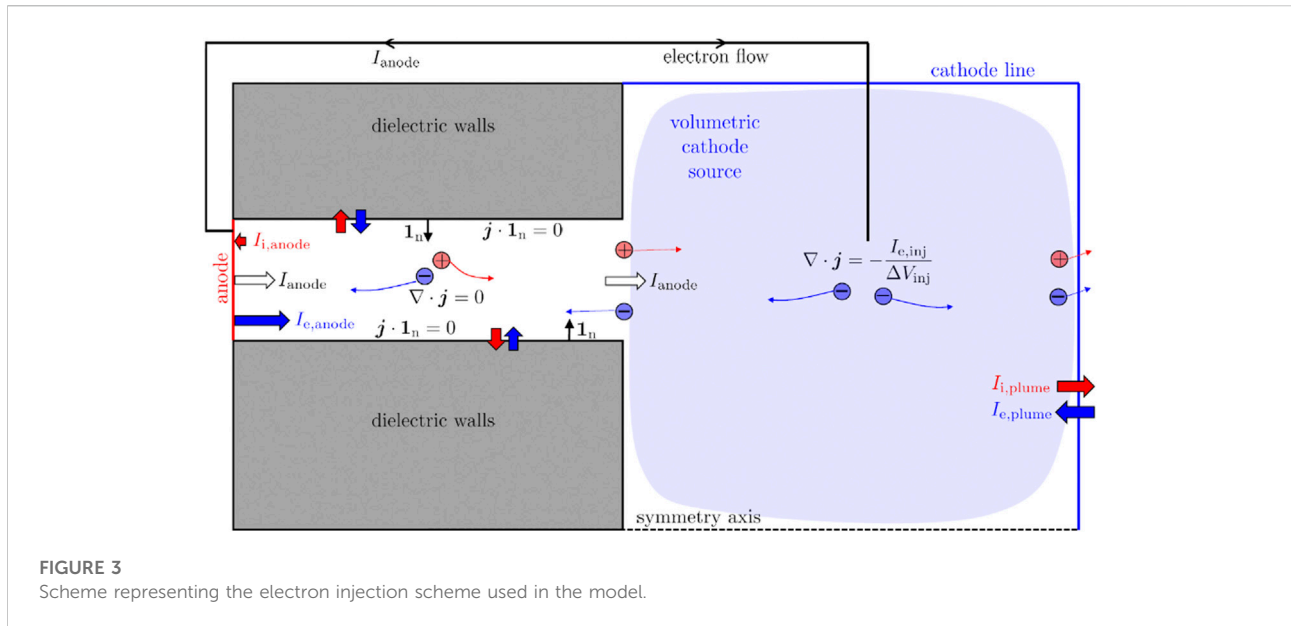 I_anode
electron flow
cathode line
dielectric walls
volumetric
cathode
source
1_n
j · 1_n = 0
I_i,anode
anode
I_anode
∇ · j = 0
I_anode
∇ · j = − I_e,inj / ΔV_inj
I_e,anode
j · 1_n = 0
1_n
I_i,plume
I_e,plume
dielectric walls
symmetry axis
FIGURE 3
Scheme representing the electron injection scheme used in the model.